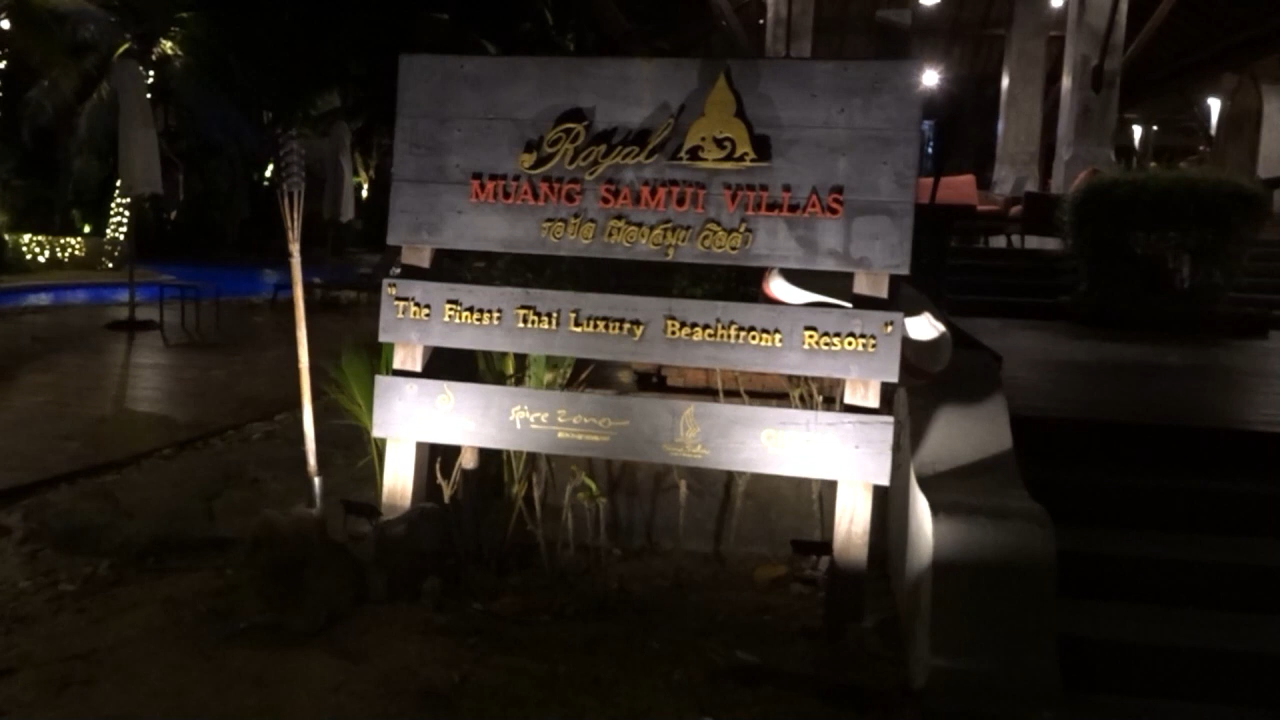 Royal
MUANG SAMUI VILLAS
รอยัล เมืองสมุย วิลล่า
"The Finest Thai Luxury Beachfront Resort"
Spice Zone